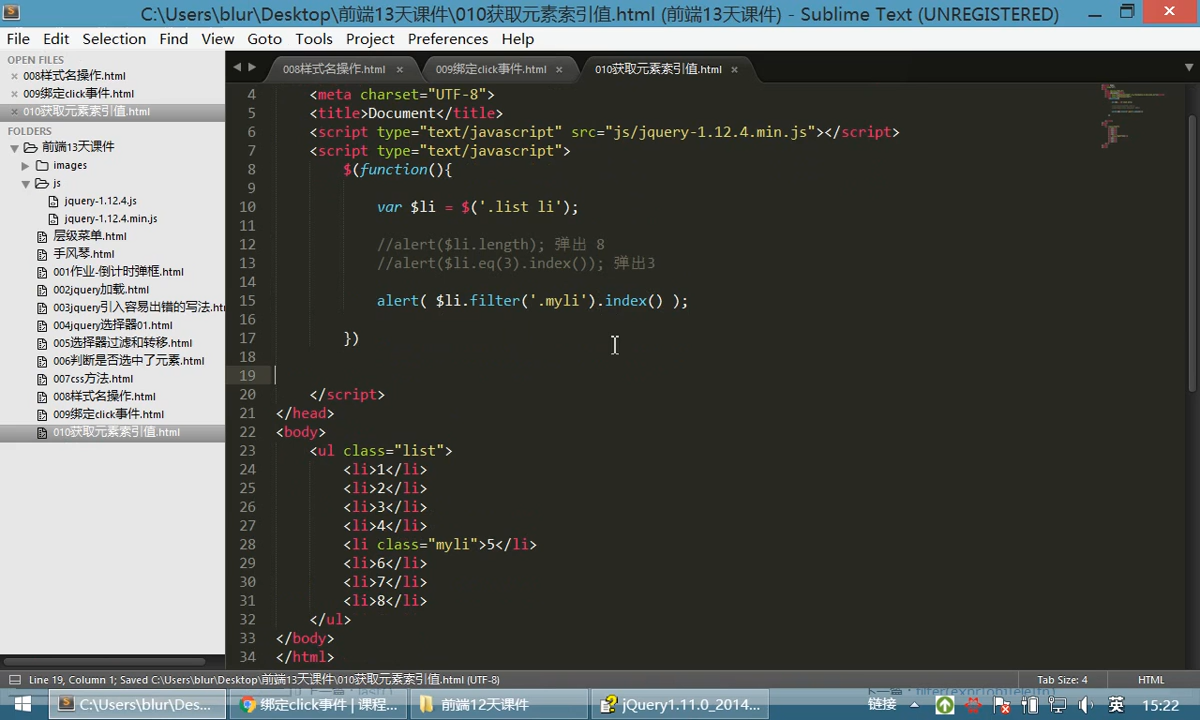 C:\Users\blur\Desktop\前端13天课件\010获取元素索引值.html (前端13天课件) - Sublime Text (UNREGISTERED)
File Edit Selection Find View Goto Tools Project Preferences Help
OPEN FILES
008样式名操作.html
009绑定click事件.html
010获取元素索引值.html
FOLDERS
前端13天课件
images
js
jquery-1.12.4.js
jquery-1.12.4.min.js
层级菜单.html
手风琴.html
001作业-倒计时弹框.html
002jquery加载.html
003jquery引入容易出错的写法.htm
004jquery选择器01.html
005选择器过滤和转移.html
006判断是否选中了元素.html
007css方法.html
008样式名操作.html
009绑定click事件.html
010获取元素索引值.html
008样式名操作.html × 009绑定click事件.html × 010获取元素索引值.html ×
4 <meta charset="UTF-8">
5 <title>Document</title>
6 <script type="text/javascript" src="js/jquery-1.12.4.min.js"></script>
7 <script type="text/javascript">
8 $(function(){
9
10 var $li = $('.list li');
11
12 //alert($li.length); 弹出 8
13 //alert($li.eq(3).index()); 弹出3
14
15 alert( $li.filter('.myli').index() );
16
17 })
18
19
20 </script>
21 </head>
22 <body>
23 <ul class="list">
24 <li>1</li>
25 <li>2</li>
26 <li>3</li>
27 <li>4</li>
28 <li class="myli">5</li>
29 <li>6</li>
30 <li>7</li>
31 <li>8</li>
32 </ul>
33 </body>
34 </html>
Line 19, Column 1; Saved C:\Users\blur\Desktop\前端13天课件\010获取元素索引值.html (UTF-8) Tab Size: 4 HTML
C:\Users\blur\Des... 绑定click事件 | 课程... 前端12天课件 jQuery1.11.0_2014... 链接 英 15:22